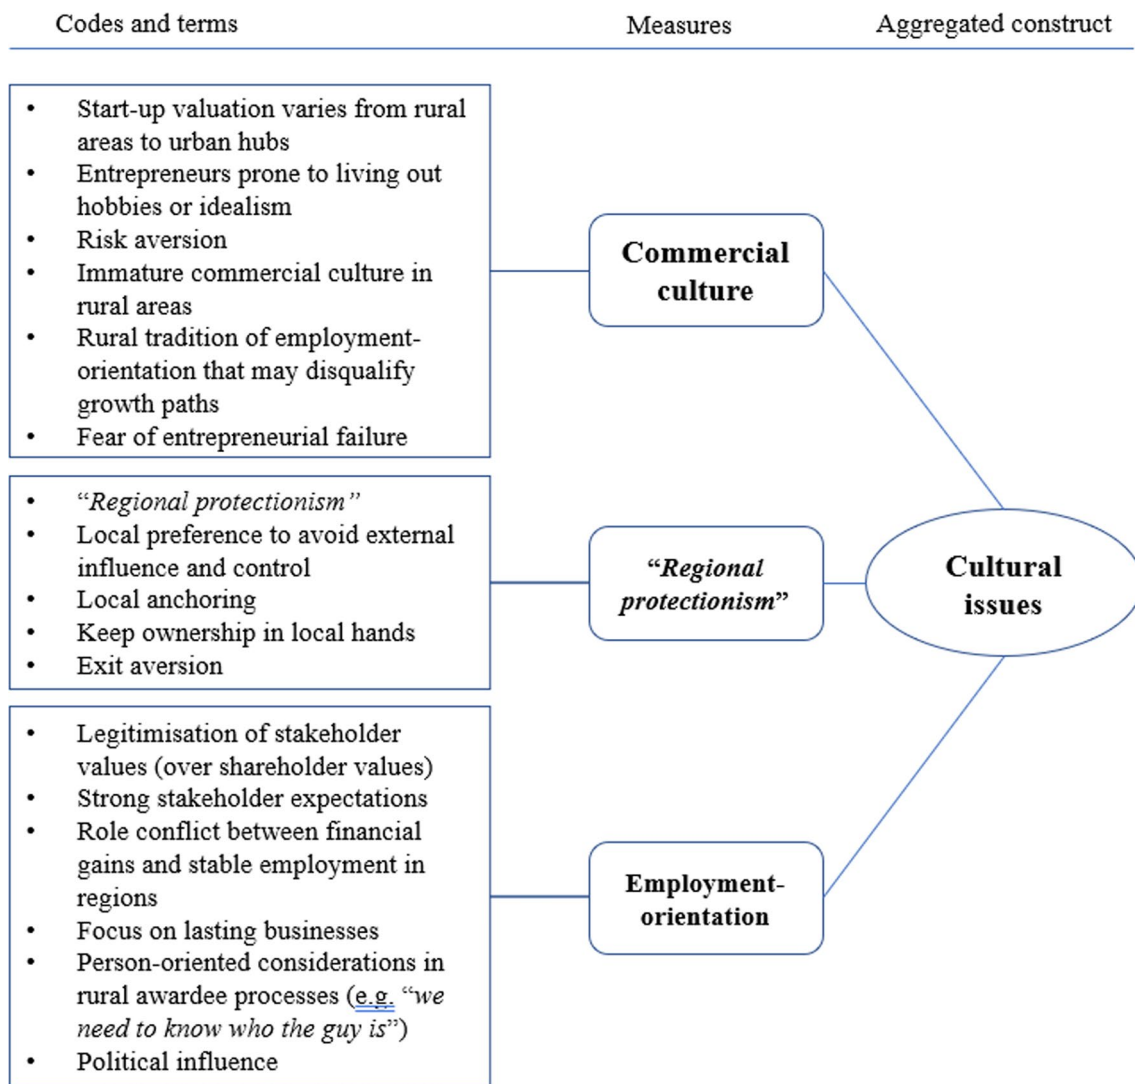 Codes and terms Measures Aggregated construct
• Start-up valuation varies from rural
areas to urban hubs
• Entrepreneurs prone to living out
hobbies or idealism
• Risk aversion
• Immature commercial culture in
rural areas
• Rural tradition of employment-
orientation that may disqualify
growth paths
• Fear of entrepreneurial failure
Commercial
culture
• “Regional protectionism”
• Local preference to avoid external
influence and control
• Local anchoring
• Keep ownership in local hands
• Exit aversion
“Regional
protectionism”
Cultural
issues
• Legitimisation of stakeholder
values (over shareholder values)
• Strong stakeholder expectations
• Role conflict between financial
gains and stable employment in
regions
• Focus on lasting businesses
• Person-oriented considerations in
rural awardee processes (e.g. “we
need to know who the guy is”)
• Political influence
Employment-
orientation